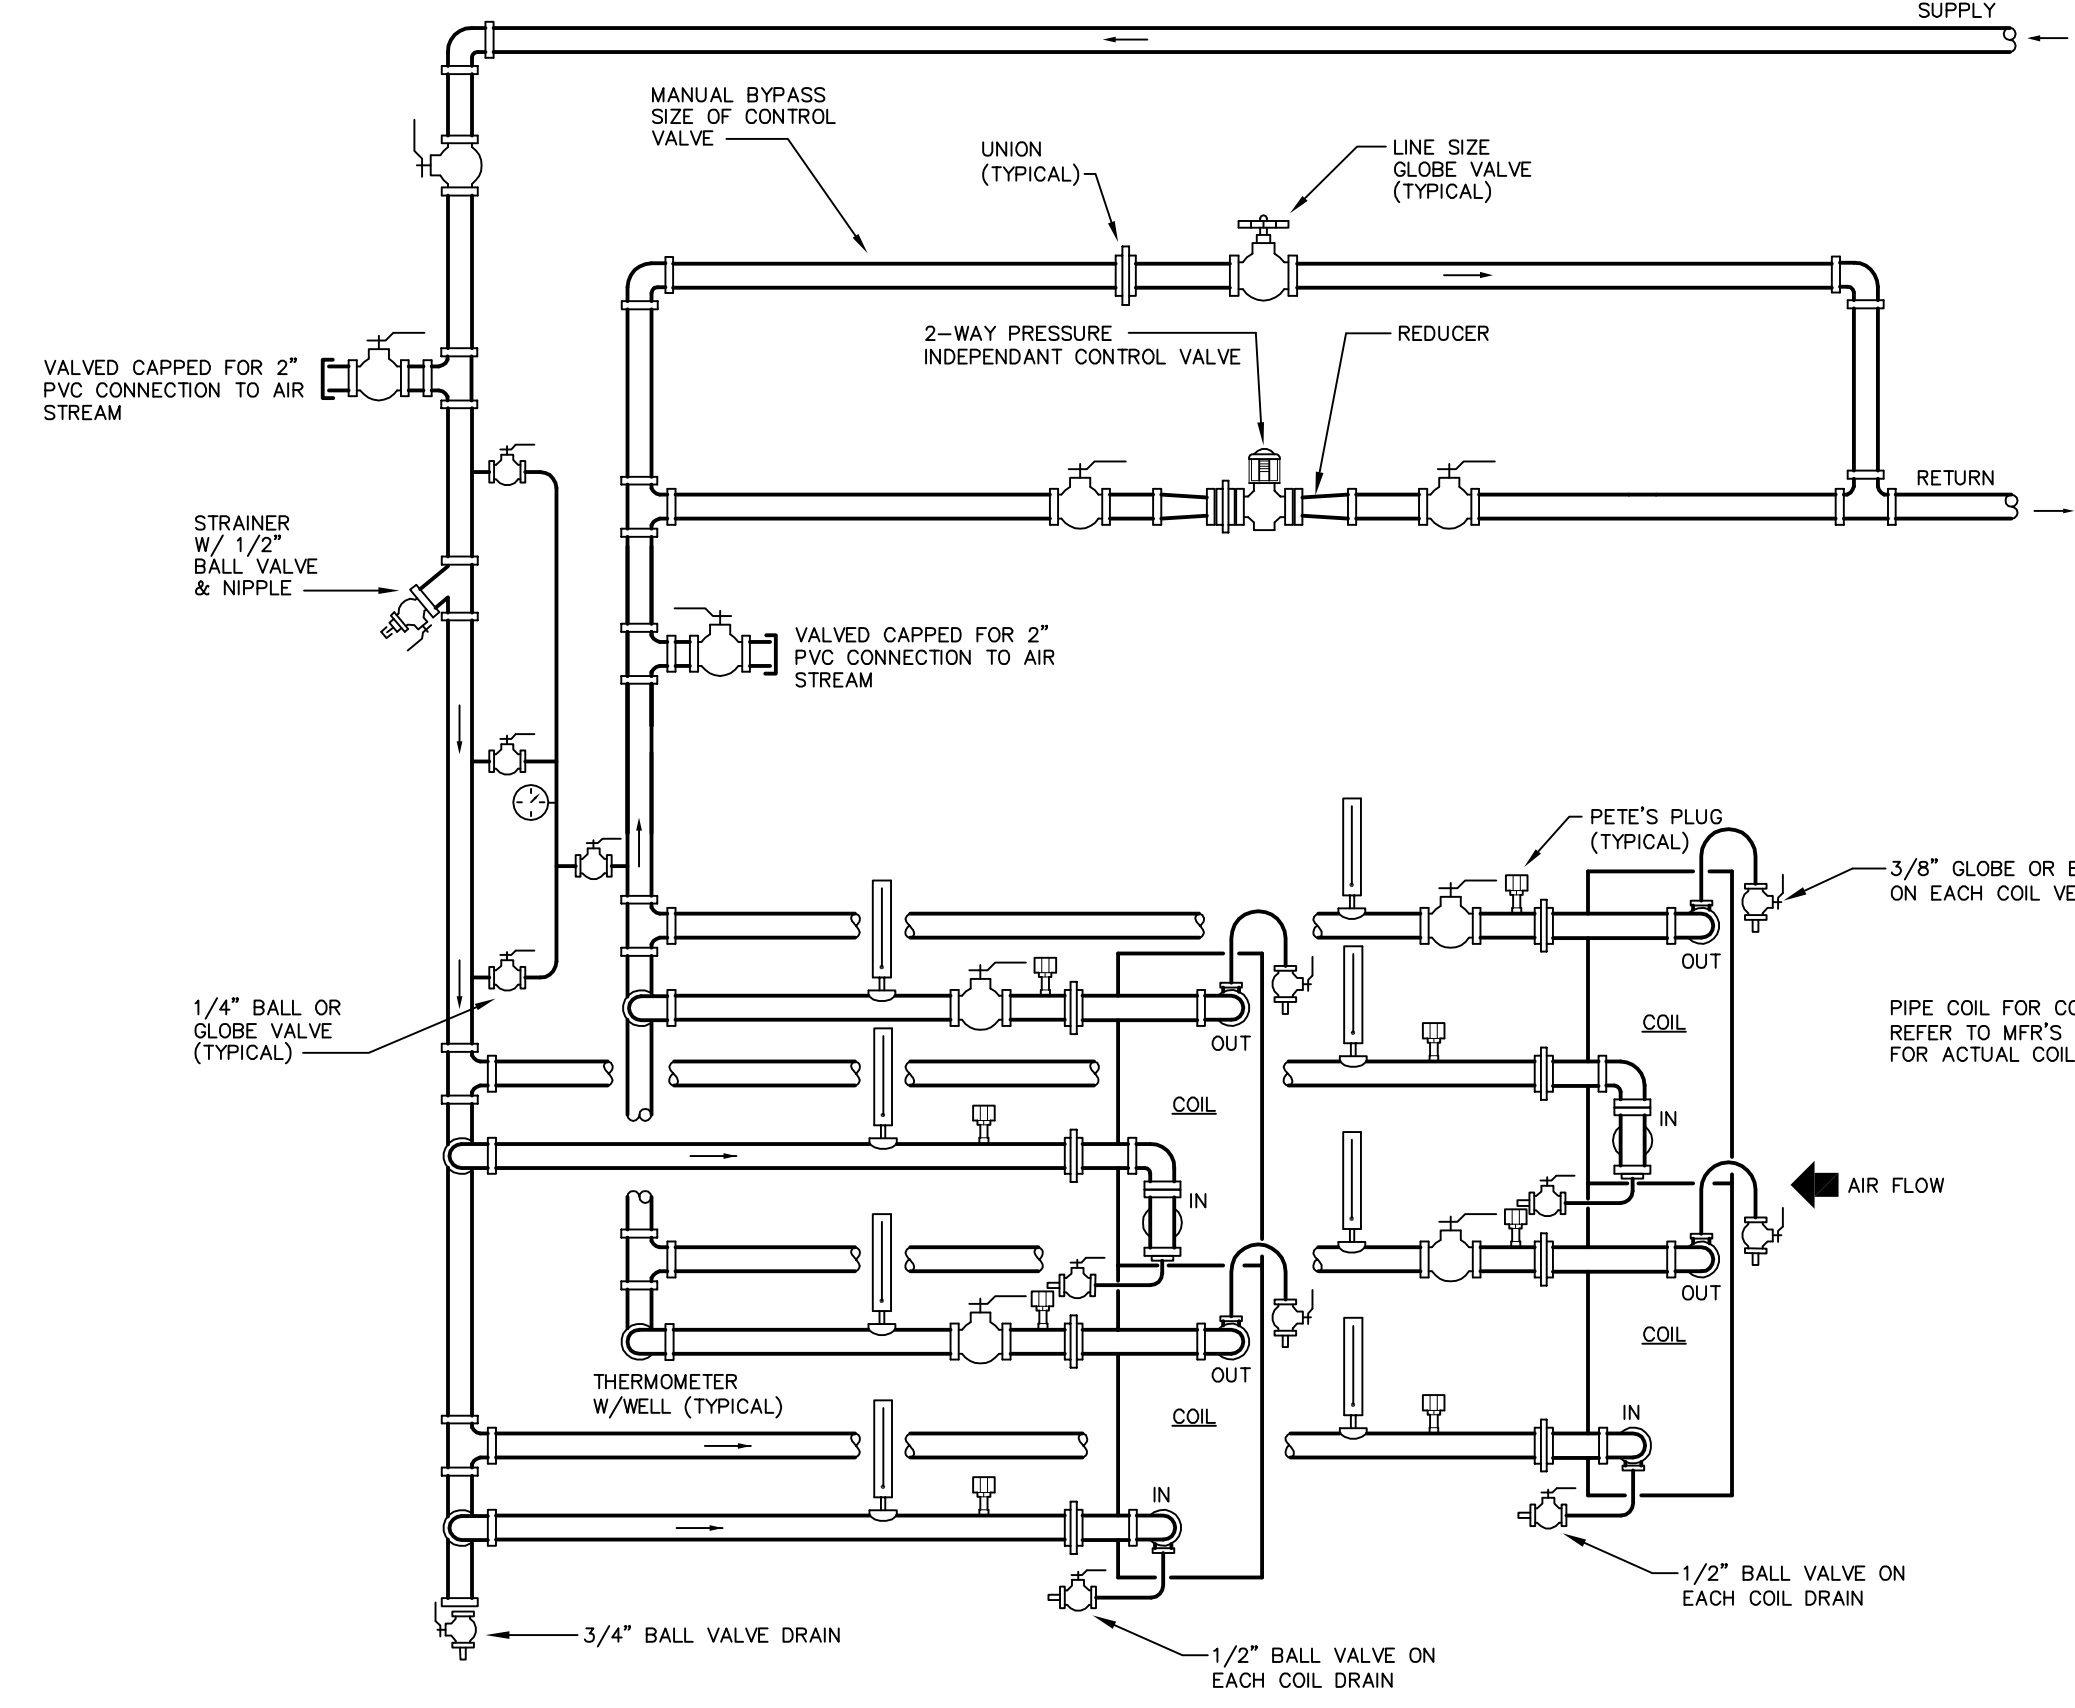 SUPPLY
MANUAL BYPASS
SIZE OF CONTROL
VALVE
UNION
(TYPICAL)
LINE SIZE
GLOBE VALVE
(TYPICAL)
2-WAY PRESSURE
INDEPENDANT CONTROL VALVE
REDUCER
VALVED CAPPED FOR 2"
PVC CONNECTION TO AIR
STREAM
RETURN
STRAINER
W/ 1/2"
BALL VALVE
& NIPPLE
VALVED CAPPED FOR 2"
PVC CONNECTION TO AIR
STREAM
PETE'S PLUG
(TYPICAL)
3/8" GLOBE OR
ON EACH COIL
OUT
1/4" BALL OR
GLOBE VALVE
(TYPICAL)
OUT
COIL
PIPE COIL FOR
REFER TO MFR'S
FOR ACTUAL COIL
COIL
IN
IN
AIR FLOW
OUT
COIL
THERMOMETER
W/WELL (TYPICAL)
OUT
COIL
IN
IN
1/2" BALL VALVE ON
EACH COIL DRAIN
3/4" BALL VALVE DRAIN
1/2" BALL VALVE ON
EACH COIL DRAIN